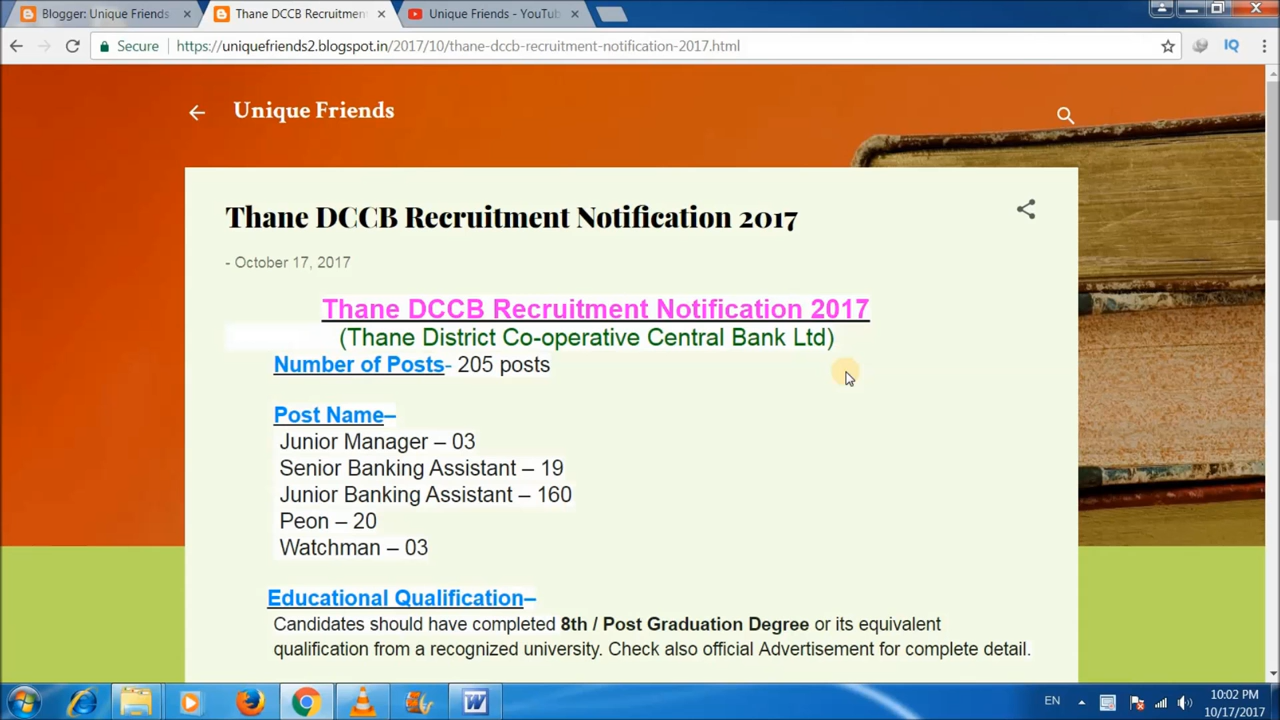 Blogger: Unique Friends
Thane DCCB Recruitment
Unique Friends - YouTub
Secure https://uniquefriends2.blogspot.in/2017/10/thane-dccb-recruitment-notification-2017.html
IQ
Unique Friends
Thane DCCB Recruitment Notification 2017
- October 17, 2017
Thane DCCB Recruitment Notification 2017
(Thane District Co-operative Central Bank Ltd)
Number of Posts- 205 posts
Post Name–
Junior Manager – 03
Senior Banking Assistant – 19
Junior Banking Assistant – 160
Peon – 20
Watchman – 03
Educational Qualification–
Candidates should have completed 8th / Post Graduation Degree or its equivalent
qualification from a recognized university. Check also official Advertisement for complete detail.
EN
10:02 PM
10/17/2017